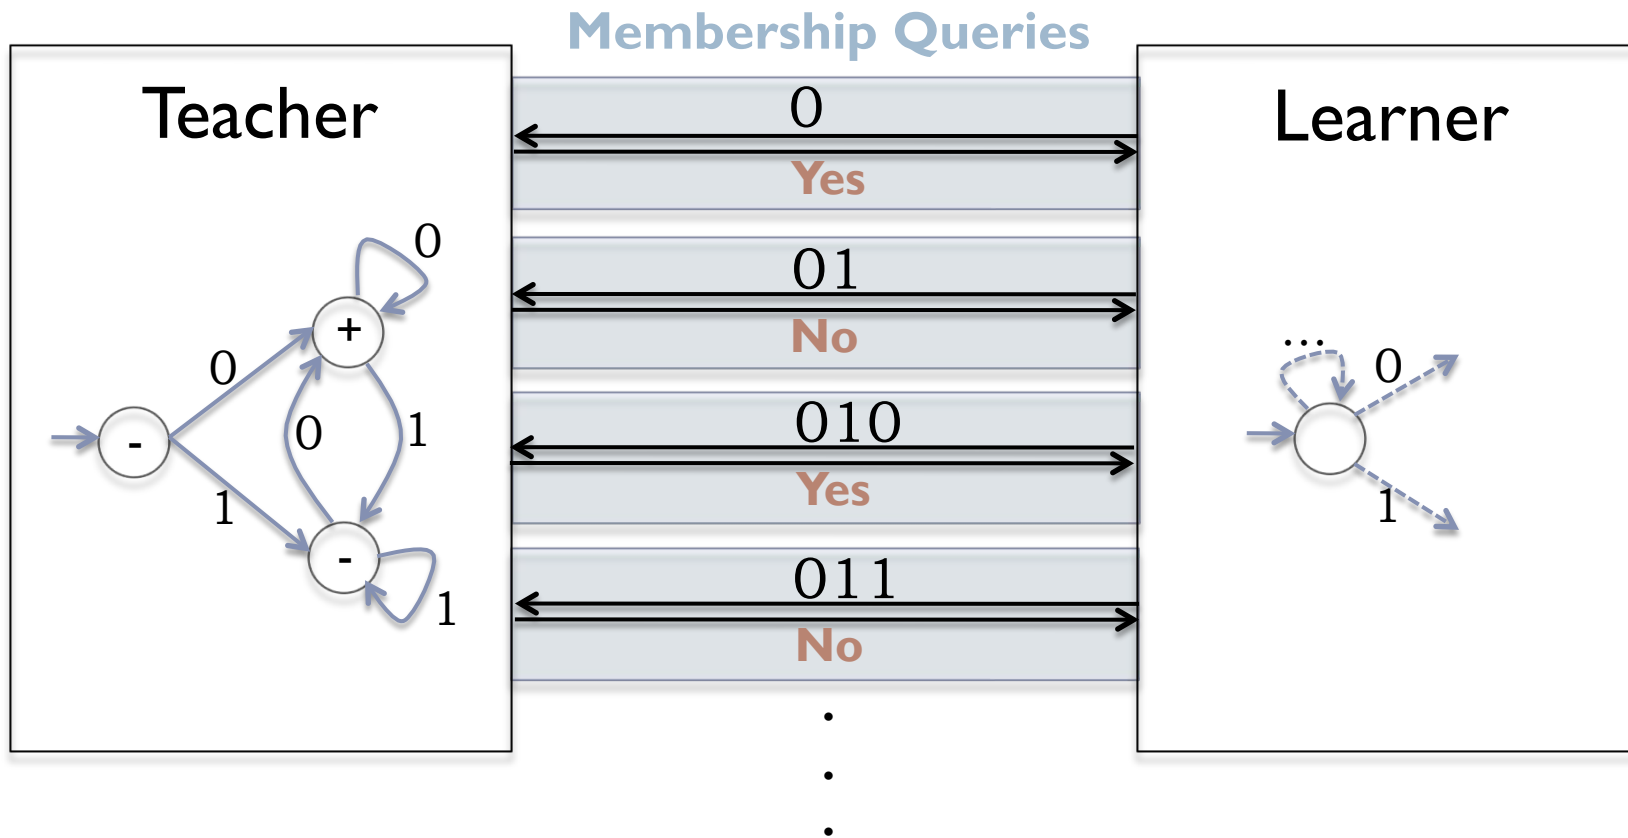 Membership Queries
Teacher
0
+
0
-
0
1
1
-
1
0
Yes
01
No
010
Yes
011
No
.
.
.
Learner
...
0
1